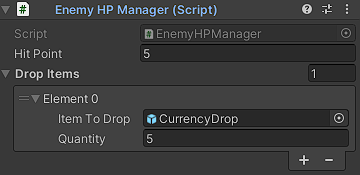 Enemy HP Manager (Script)
Script EnemyHPManager
Hit Point 5
Drop Items 1
Element 0
Item To Drop CurrencyDrop
Quantity 5
+ −